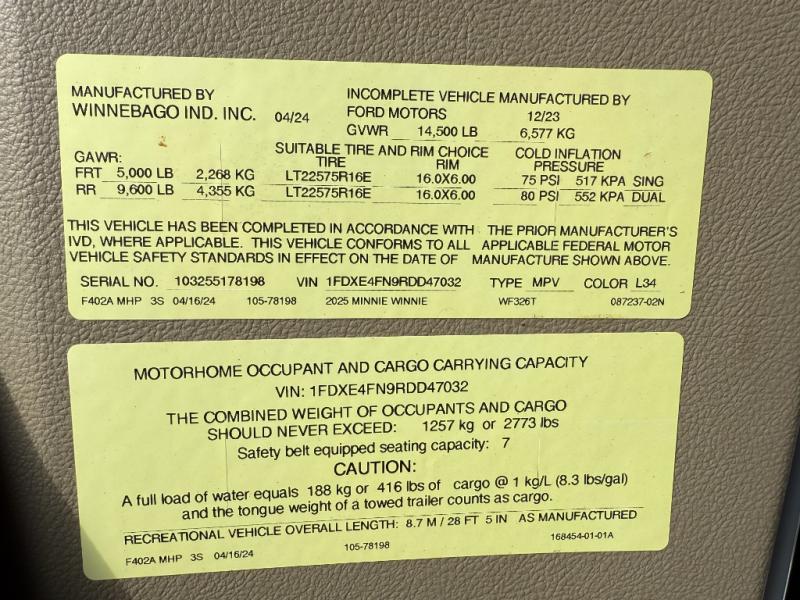 MANUFACTURED BY
WINNEBAGO IND. INC. 04/24
INCOMPLETE VEHICLE MANUFACTURED BY
FORD MOTORS 12/23
GVWR 14,500 LB 6,577 KG
GAWR: SUITABLE TIRE AND RIM CHOICE COLD INFLATION
TIRE RIM PRESSURE
FRT 5,000 LB 2,268 KG LT22575R16E 16.0X6.00 75 PSI 517 KPA SING
RR 9,600 LB 4,355 KG LT22575R16E 16.0X6.00 80 PSI 552 KPA DUAL
THIS VEHICLE HAS BEEN COMPLETED IN ACCORDANCE WITH THE PRIOR MANUFACTURER'S
IVD, WHERE APPLICABLE. THIS VEHICLE CONFORMS TO ALL APPLICABLE FEDERAL MOTOR
VEHICLE SAFETY STANDARDS IN EFFECT ON THE DATE OF MANUFACTURE SHOWN ABOVE.
SERIAL NO. 103255178198 VIN 1FDXE4FN9RDD47032 TYPE MPV COLOR L34
F402A MHP 3S 04/16/24 105-78198 2025 MINNIE WINNIE WF326T 087237-02N
MOTORHOME OCCUPANT AND CARGO CARRYING CAPACITY
VIN: 1FDXE4FN9RDD47032
THE COMBINED WEIGHT OF OCCUPANTS AND CARGO
SHOULD NEVER EXCEED: 1257 kg or 2773 lbs
Safety belt equipped seating capacity: 7
CAUTION:
A full load of water equals 188 kg or 416 lbs of cargo @ 1 kg/L (8.3 lbs/gal)
and the tongue weight of a towed trailer counts as cargo.
RECREATIONAL VEHICLE OVERALL LENGTH: 8.7 M / 28 FT 5 IN AS MANUFACTURED
F402A MHP 3S 04/16/24 105-78198 168454-01-01A